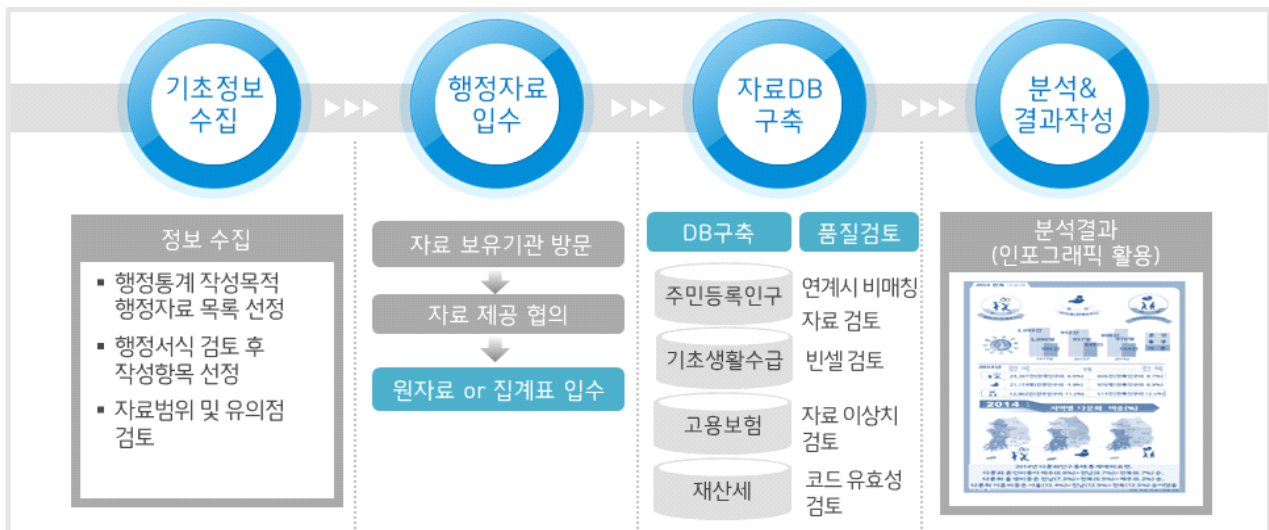 기초정보
수집
행정자료
입수
자료DB
구축
분석&
결과작성
정보 수집
▪ 행정통계 작성목적
행정자료 목록 선정
▪ 행정서식 검토 후
작성항목 선정
▪ 자료범위 및 유의점
검토
자료 보유기관 방문
자료 제공 협의
원자료 or 집계표 입수
DB구축
품질검토
주민등록인구
연계시 비매칭
자료 검토
기초생활수급
빈셀 검토
고용보험
자료 이상치
검토
재산세
코드 유효성
검토
분석결과
(인포그래픽 활용)
2014
지역별 다문화 비중(%)